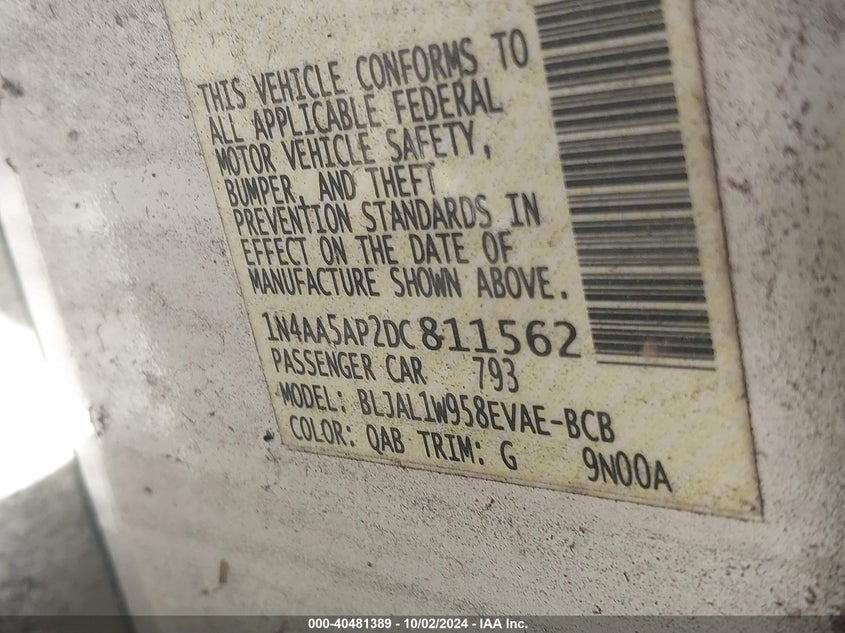 THIS VEHICLE CONFORMS TO
ALL APPLICABLE FEDERAL
MOTOR VEHICLE SAFETY,
BUMPER, AND THEFT
PREVENTION STANDARDS IN
EFFECT ON THE DATE OF
MANUFACTURE SHOWN ABOVE.
1N4AA5AP2DC811562
PASSENGER CAR 793
MODEL: BLJAL1W958EVAE-BCB
COLOR: QAB TRIM: G 9N00A
000-40481389 - 10/02/2024 - IAA Inc.